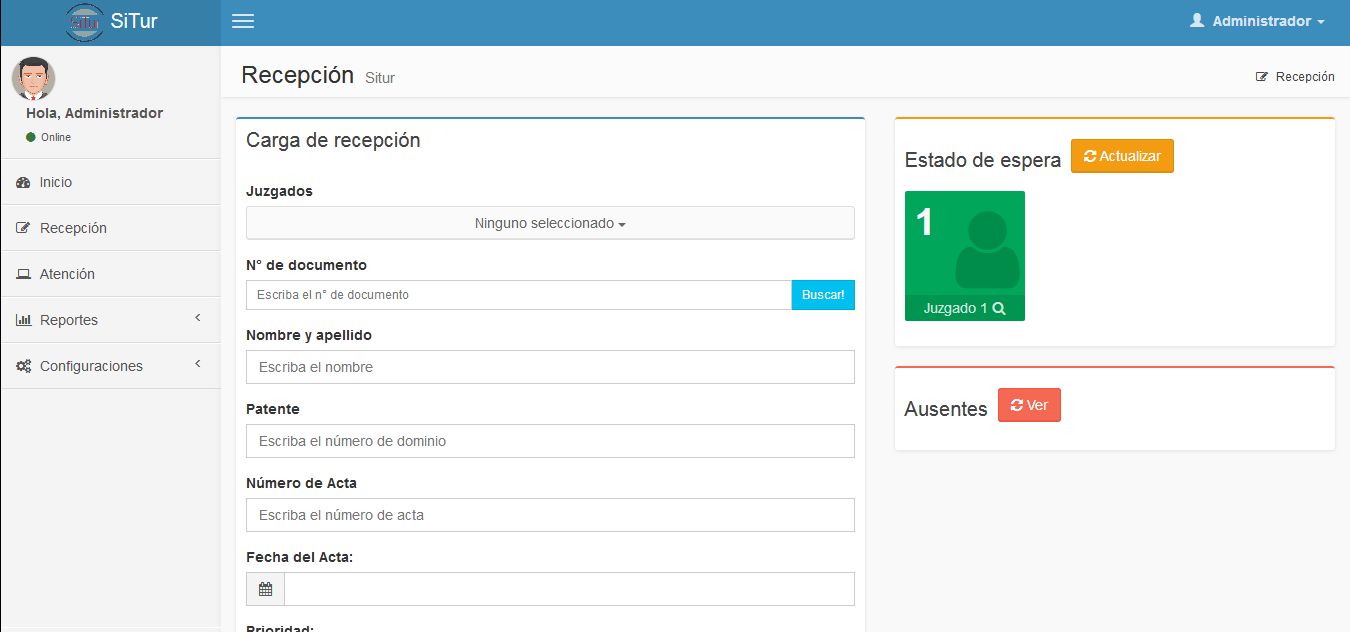 SiTur SiTur
Administrador
Hola, Administrador
Online
Inicio
Recepción
Atención
Reportes
Configuraciones
Recepción Situr
Recepción
Carga de recepción
Juzgados
Ninguno seleccionado
N° de documento
Escriba el n° de documento
Buscar!
Nombre y apellido
Escriba el nombre
Patente
Escriba el número de dominio
Número de Acta
Escriba el número de acta
Fecha del Acta:
Prioridad:
Estado de espera
Actualizar
1
Juzgado 1
Ausentes
Ver